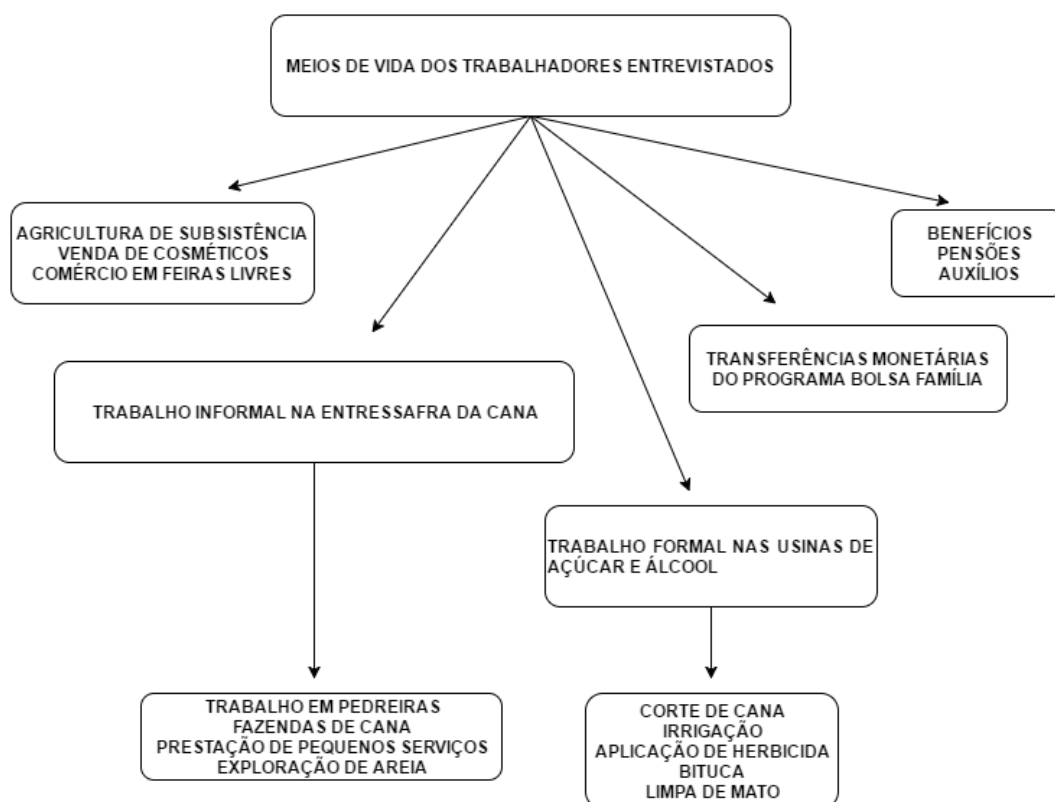 MEIOS DE VIDA DOS TRABALHADORES ENTREVISTADOS
AGRICULTURA DE SUBSISTÊNCIA
VENDA DE COSMÉTICOS
COMÉRCIO EM FEIRAS LIVRES
BENEFÍCIOS
PENSÕES
AUXÍLIOS
TRANSFERÊNCIAS MONETÁRIAS
DO PROGRAMA BOLSA FAMÍLIA
TRABALHO INFORMAL NA ENTRESSAFRA DA CANA
TRABALHO FORMAL NAS USINAS DE
AÇÚCAR E ÁLCOOL
TRABALHO EM PEDREIRAS
FAZENDAS DE CANA
PRESTAÇÃO DE PEQUENOS SERVIÇOS
EXPLORAÇÃO DE AREIA
CORTE DE CANA
IRRIGAÇÃO
APLICAÇÃO DE HERBICIDA
BITUCA
LIMPA DE MATO